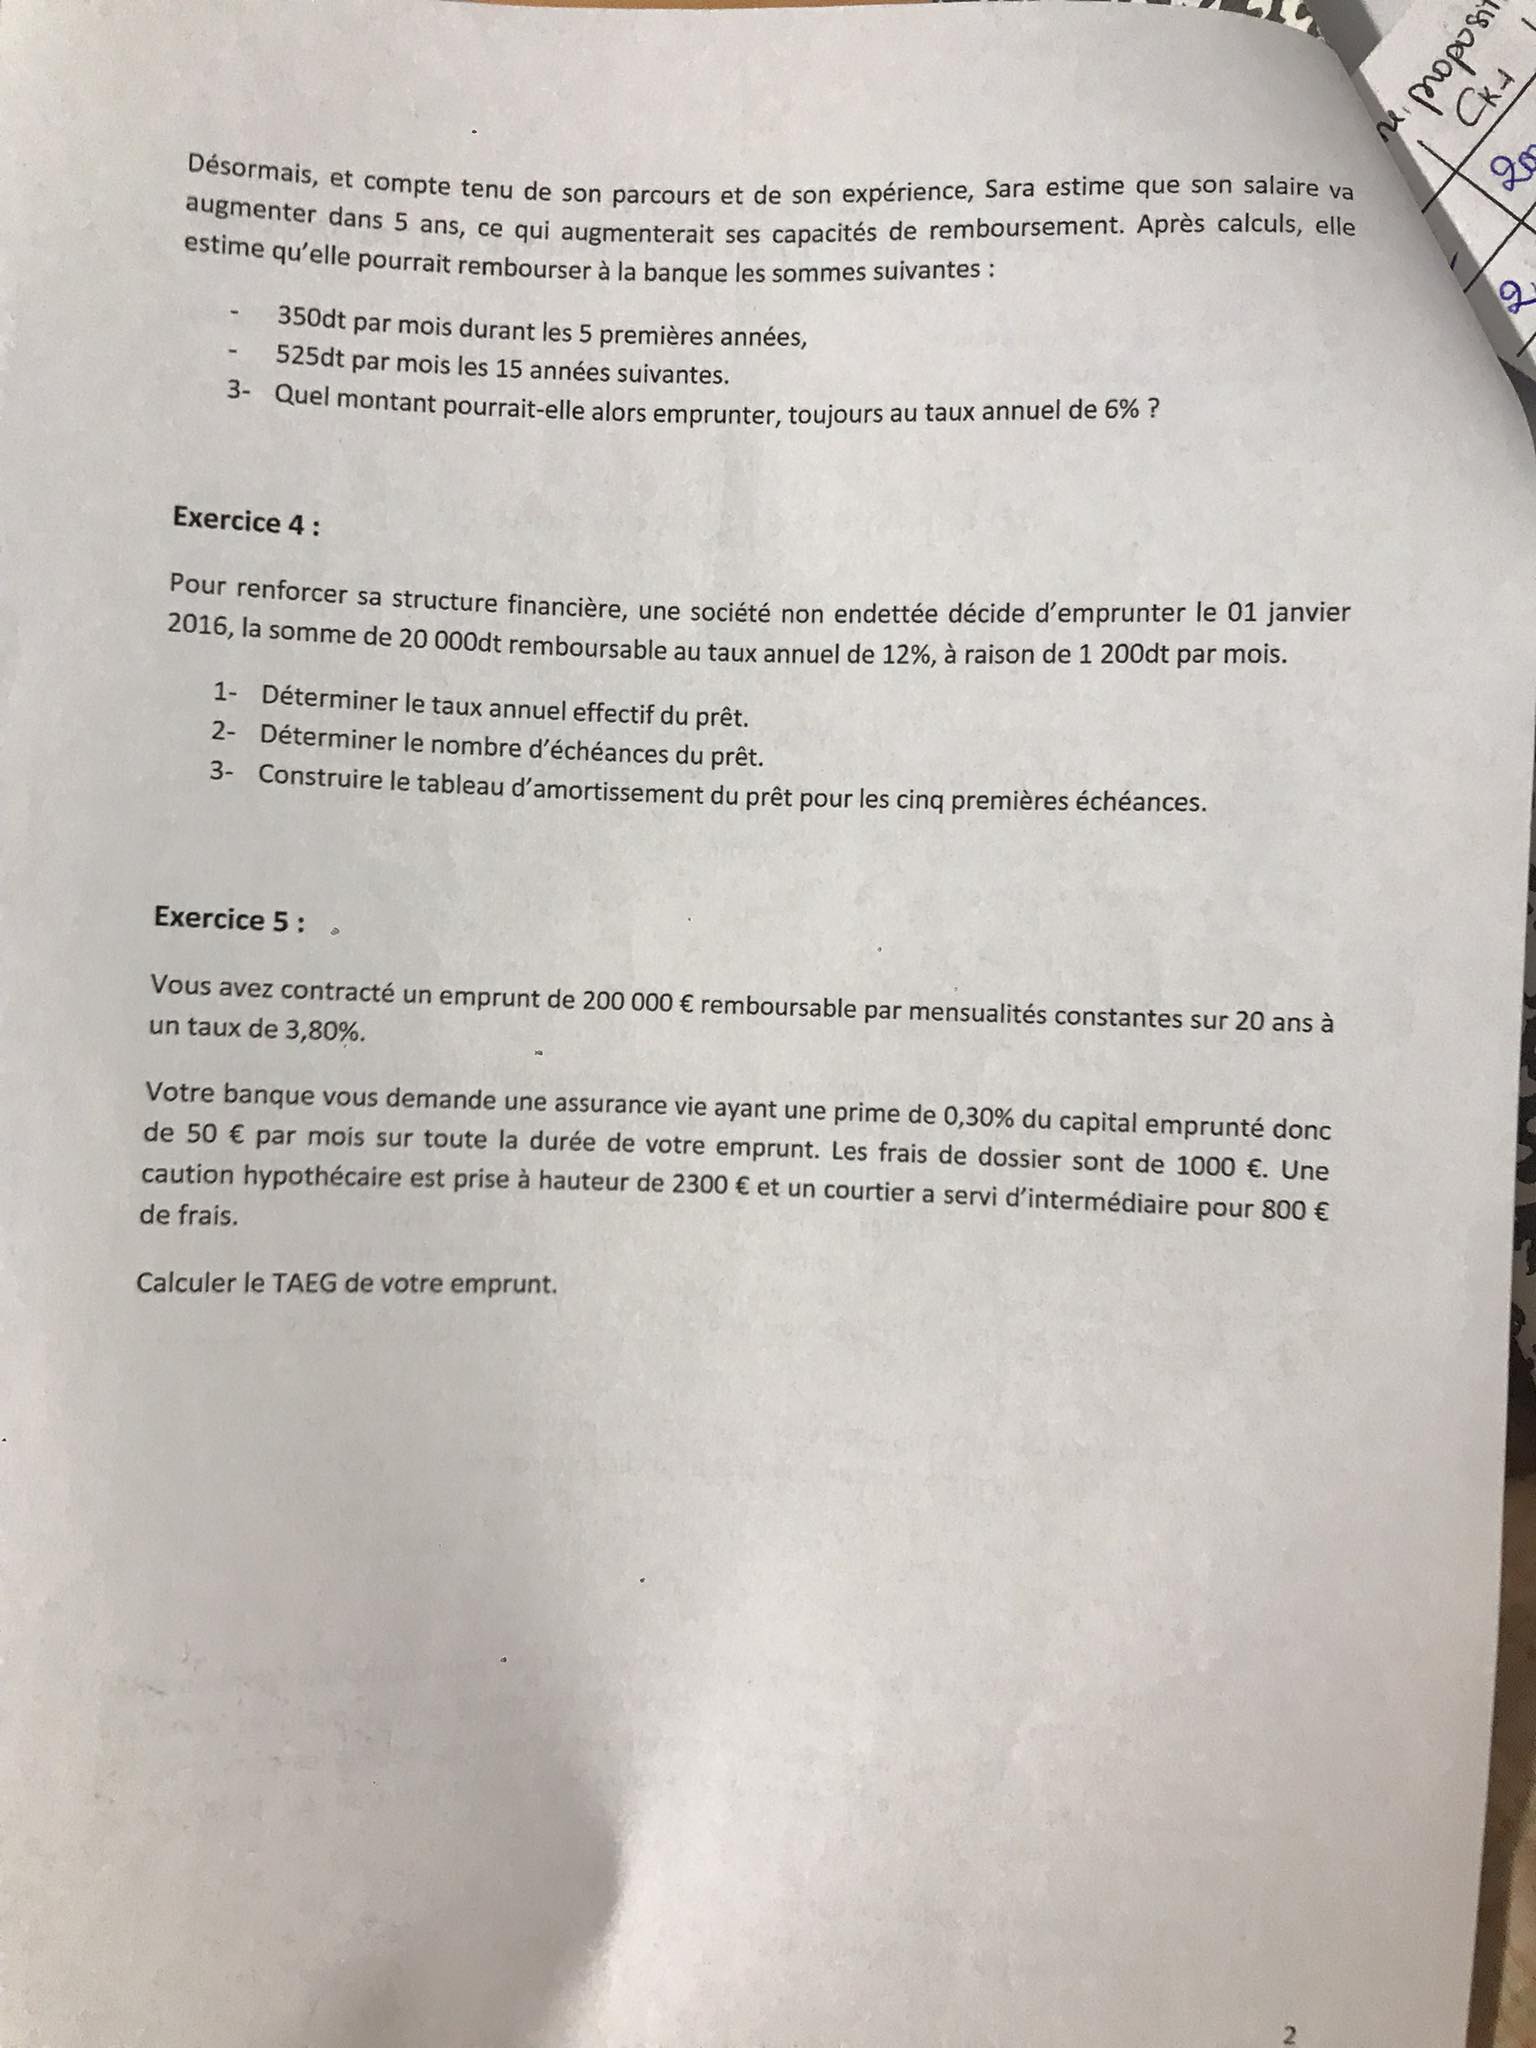 Désormais, et compte tenu de son parcours et de son expérience, Sara estime que son salaire va
augmenter dans 5 ans, ce qui augmenterait ses capacités de remboursement. Après calculs, elle
estime qu'elle pourrait rembourser à la banque les sommes suivantes :
- 350dt par mois durant les 5 premières années,
- 525dt par mois les 15 années suivantes.
3- Quel montant pourrait-elle alors emprunter, toujours au taux annuel de 6% ?
Exercice 4 :
Pour renforcer sa structure financière, une société non endettée décide d'emprunter le 01 janvier
2016, la somme de 20 000dt remboursable au taux annuel de 12%, à raison de 1 200dt par mois.
1- Déterminer le taux annuel effectif du prêt.
2- Déterminer le nombre d'échéances du prêt.
3- Construire le tableau d'amortissement du prêt pour les cinq premières échéances.
Exercice 5 :
Vous avez contracté un emprunt de 200 000 € remboursable par mensualités constantes sur 20 ans à
un taux de 3,80%.
Votre banque vous demande une assurance vie ayant une prime de 0,30% du capital emprunté donc
de 50 € par mois sur toute la durée de votre emprunt. Les frais de dossier sont de 1000 €. Une
caution hypothécaire est prise à hauteur de 2300 € et un courtier a servi d'intermédiaire pour 800 €
de frais.
Calculer le TAEG de votre emprunt.
2